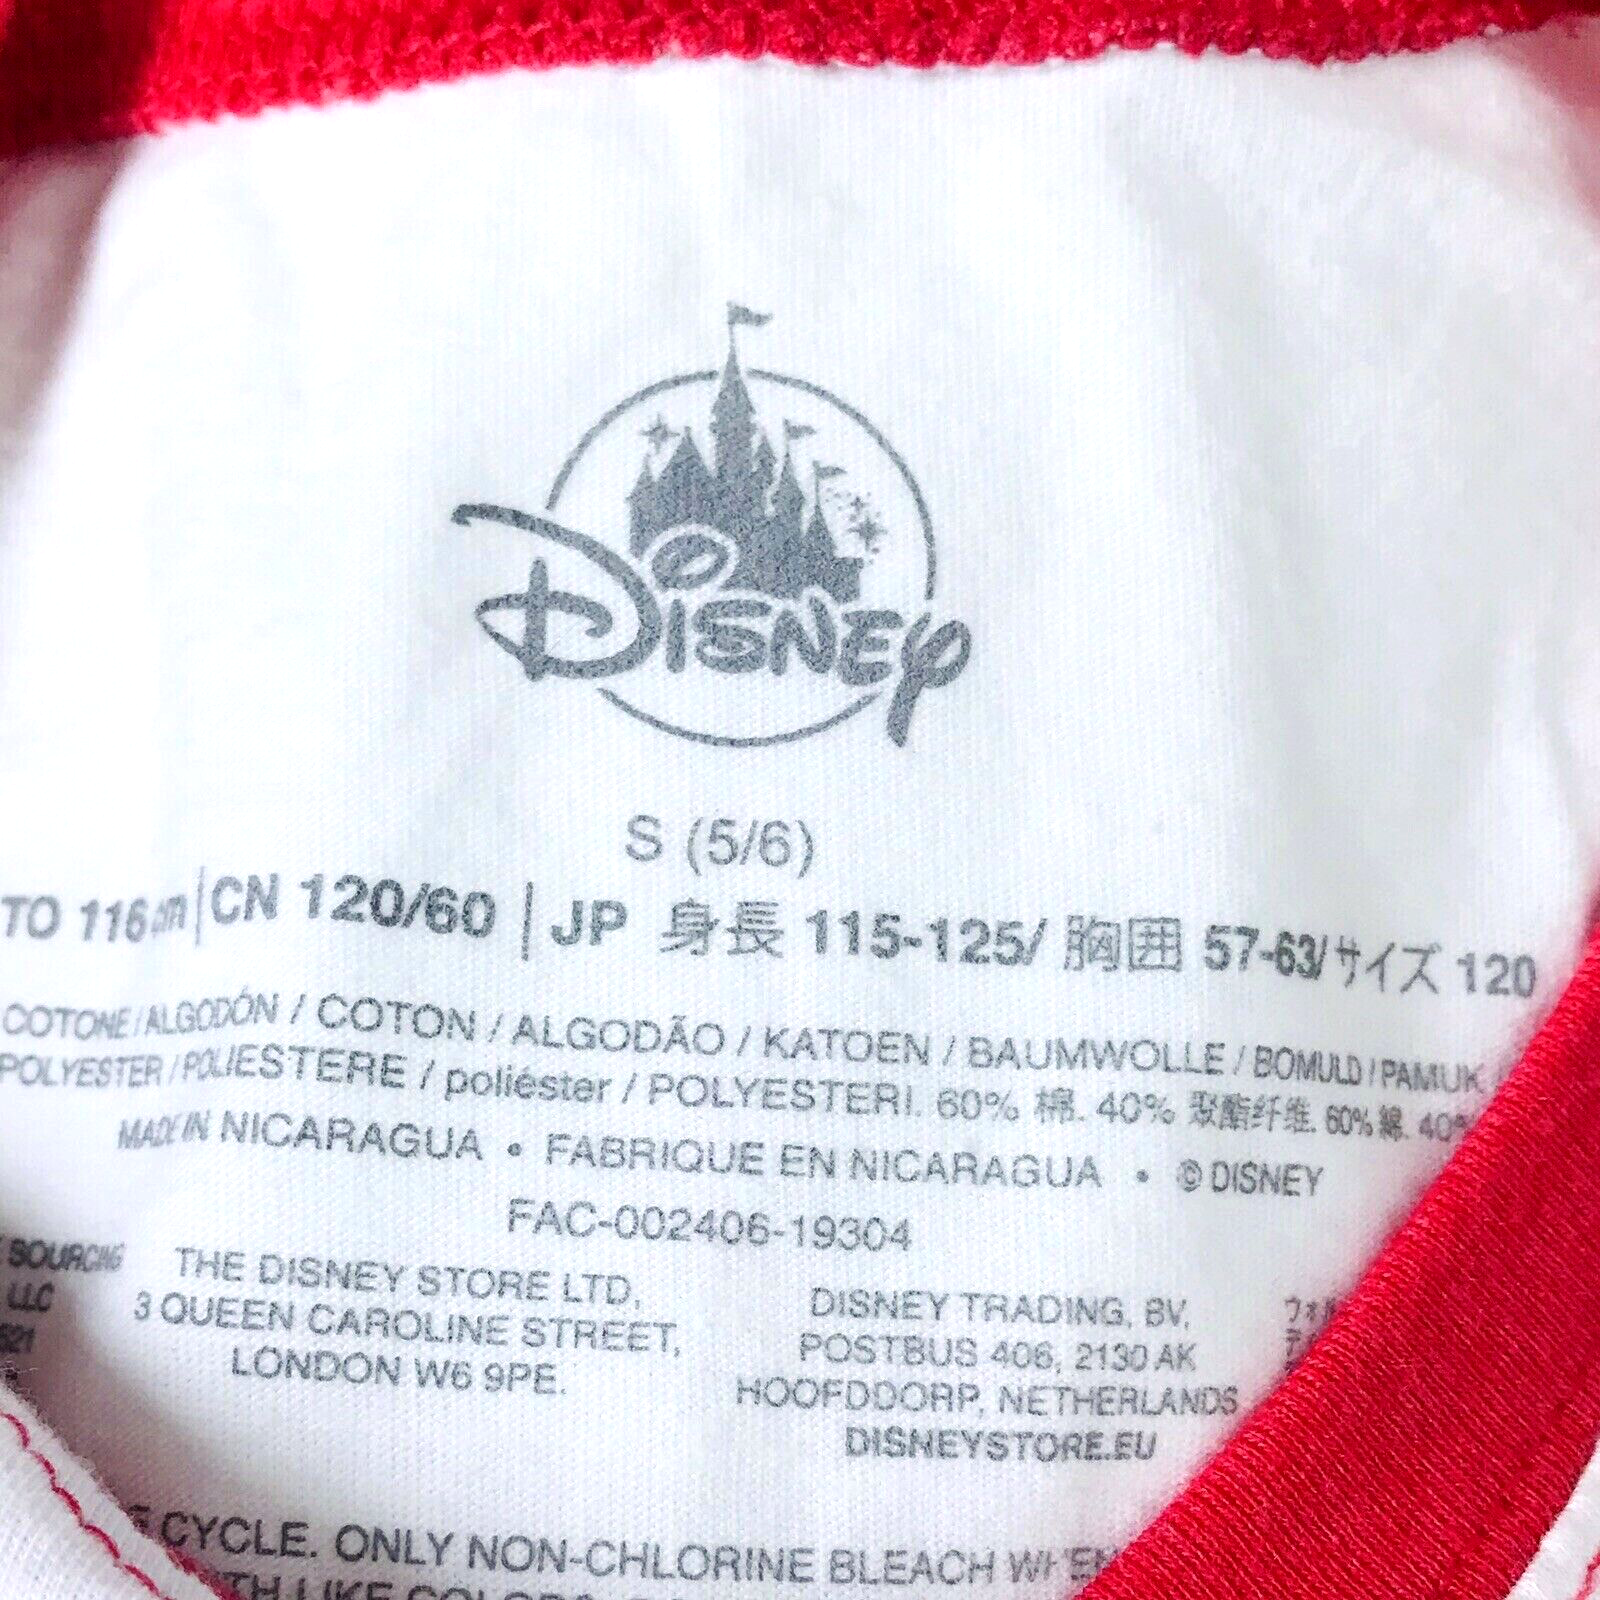 DISNEY
S (5/6)
TO 116 cm | CN 120/60 | JP 身長 115-125/ 胸囲 57-63/サイズ 120
COTONE / ALGODÓN / COTON / ALGODÃO / KATOEN / BAUMWOLLE / BOMULD / PAMUK /
POLYESTER / POLIESTERE / poliéster / POLYESTERI. 60% 棉. 40% 聚酯纤维. 60% 綿. 40%
MADE IN NICARAGUA • FABRIQUE EN NICARAGUA • © DISNEY
FAC-002406-19304
SOURCING
LLC
THE DISNEY STORE LTD,
3 QUEEN CAROLINE STREET,
LONDON W6 9PE.
DISNEY TRADING, BV,
POSTBUS 406, 2130 AK
HOOFDDORP, NETHERLANDS
DISNEYSTORE.EU
CYCLE. ONLY NON-CHLORINE BLEACH WHEN
LIKE COLORS